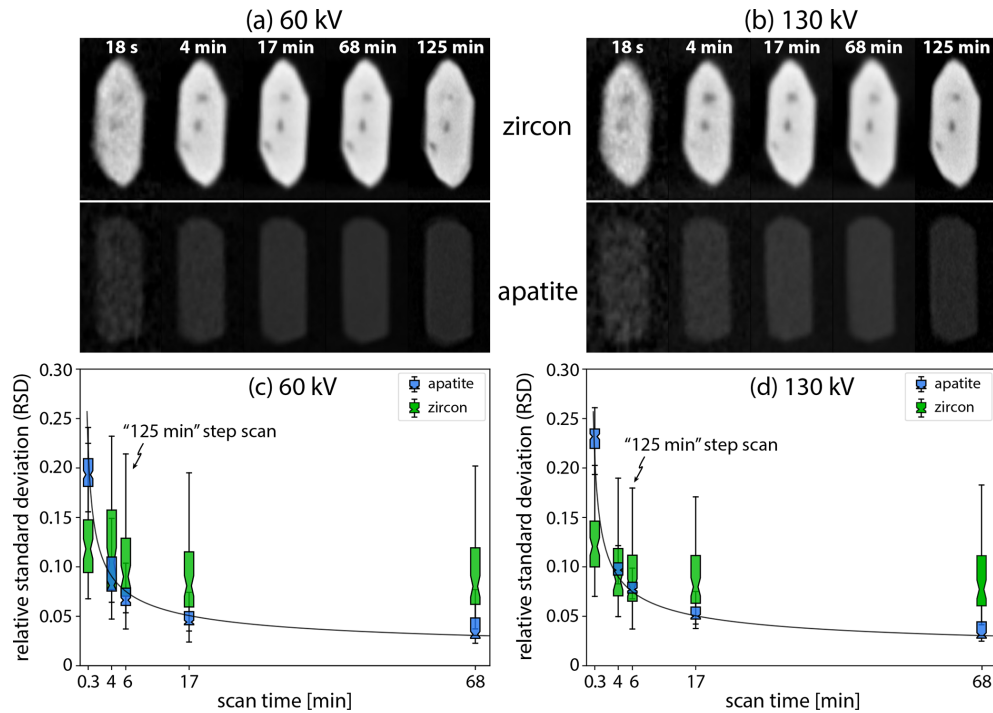 (a) 60 kV
(b) 130 kV
18 s 4 min 17 min 68 min 125 min
18 s 4 min 17 min 68 min 125 min
zircon
apatite
(c) 60 kV
apatite
zircon
“125 min” step scan
relative standard deviation (RSD)
0.30
0.25
0.20
0.15
0.10
0.05
0
0.3 4 6 17 68
scan time [min]
(d) 130 kV
apatite
zircon
“125 min” step scan
relative standard deviation (RSD)
0.30
0.25
0.20
0.15
0.10
0.05
0
0.3 4 6 17 68
scan time [min]